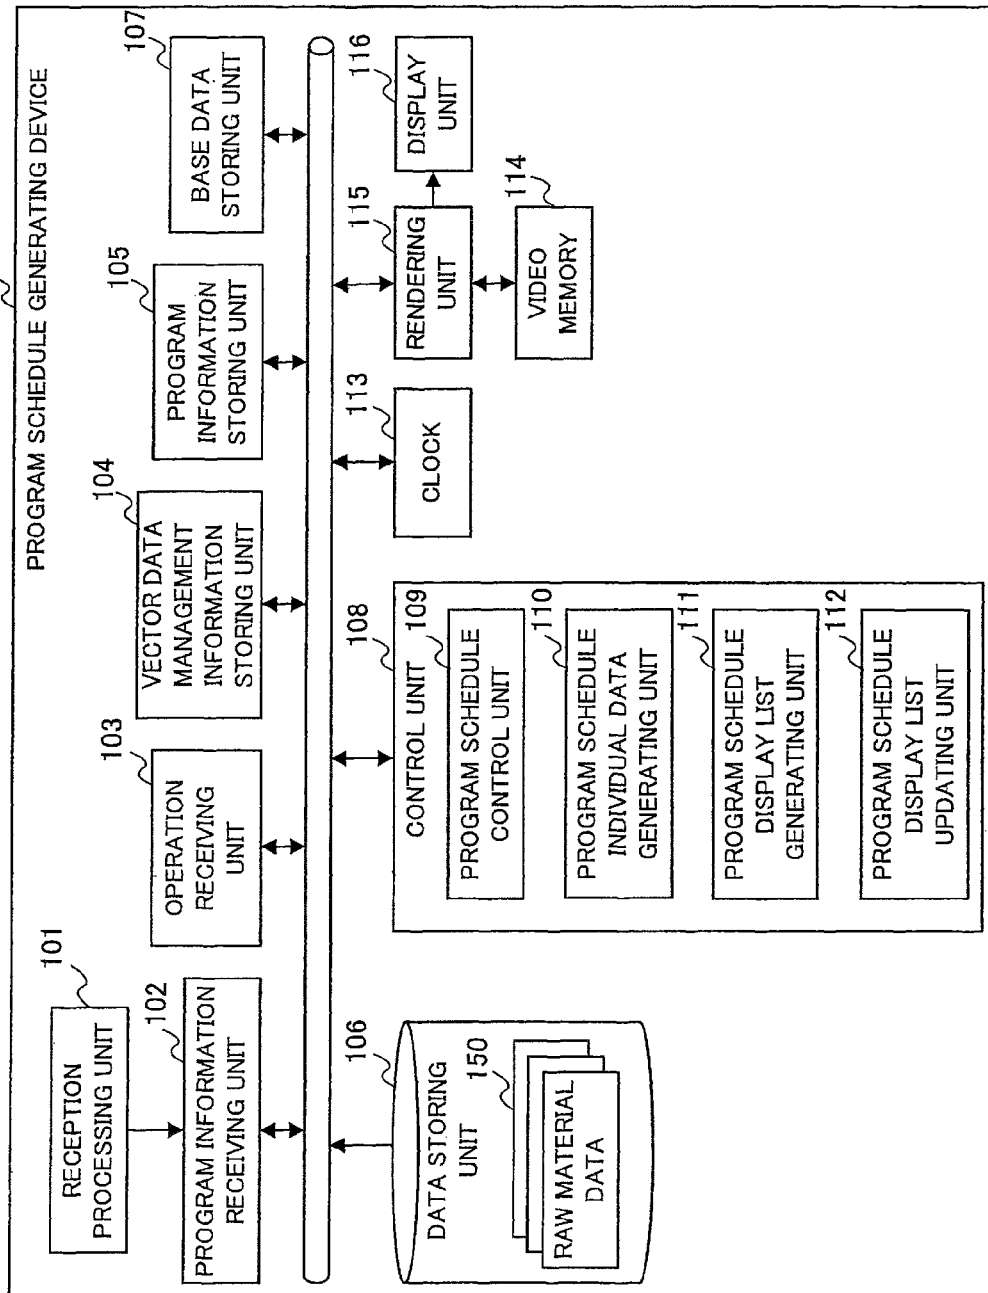 PROGRAM SCHEDULE GENERATING DEVICE
101
RECEPTION
PROCESSING UNIT
102
PROGRAM INFORMATION
RECEIVING UNIT
103
OPERATION
RECEIVING
UNIT
104
VECTOR DATA
MANAGEMENT
INFORMATION
STORING UNIT
105
PROGRAM
INFORMATION
STORING UNIT
107
BASE DATA
STORING UNIT
106
DATA STORING
UNIT
150
RAW MATERIAL
DATA
108
CONTROL UNIT
109
PROGRAM SCHEDULE
CONTROL UNIT
110
PROGRAM SCHEDULE
INDIVIDUAL DATA
GENERATING UNIT
111
PROGRAM SCHEDULE
DISPLAY LIST
GENERATING UNIT
112
PROGRAM SCHEDULE
DISPLAY LIST
UPDATING UNIT
113
CLOCK
115
RENDERING
UNIT
116
DISPLAY
UNIT
114
VIDEO
MEMORY